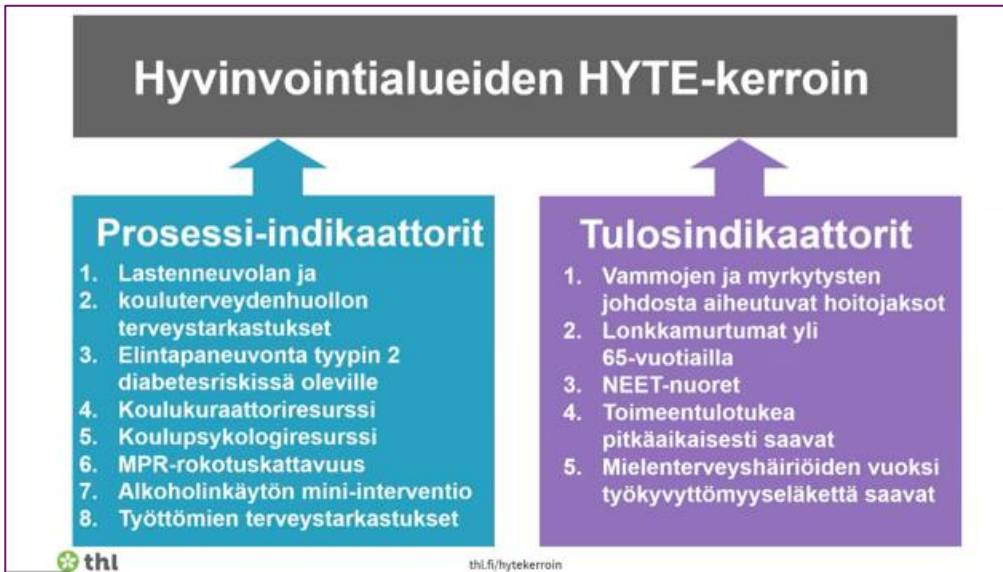 Hyvinvointialueiden HYTE-kerroin
Prosessi-indikaattorit
1. Lastenneuvolan ja
2. kouluterveydenhuollon
terveystarkastukset
3. Elintapaneuvonta tyypin 2
diabetesriskissä oleville
4. Koulukuraattoriresurssi
5. Koulupsykologiresurssi
6. MPR-rokotuskattavuus
7. Alkoholinkäytön mini-interventio
8. Työttömien terveystarkastukset
Tulosindikaattorit
1. Vammojen ja myrkytysten
johdosta aiheutuvat hoitojaksot
2. Lonkkamurtumat yli
65-vuotiailla
3. NEET-nuoret
4. Toimeentulotukea
pitkäaikaisesti saavat
5. Mielenterveyshäiriöiden vuoksi
työkyvyttömyyseläkettä saavat
thl
thl.fi/hytekerroin